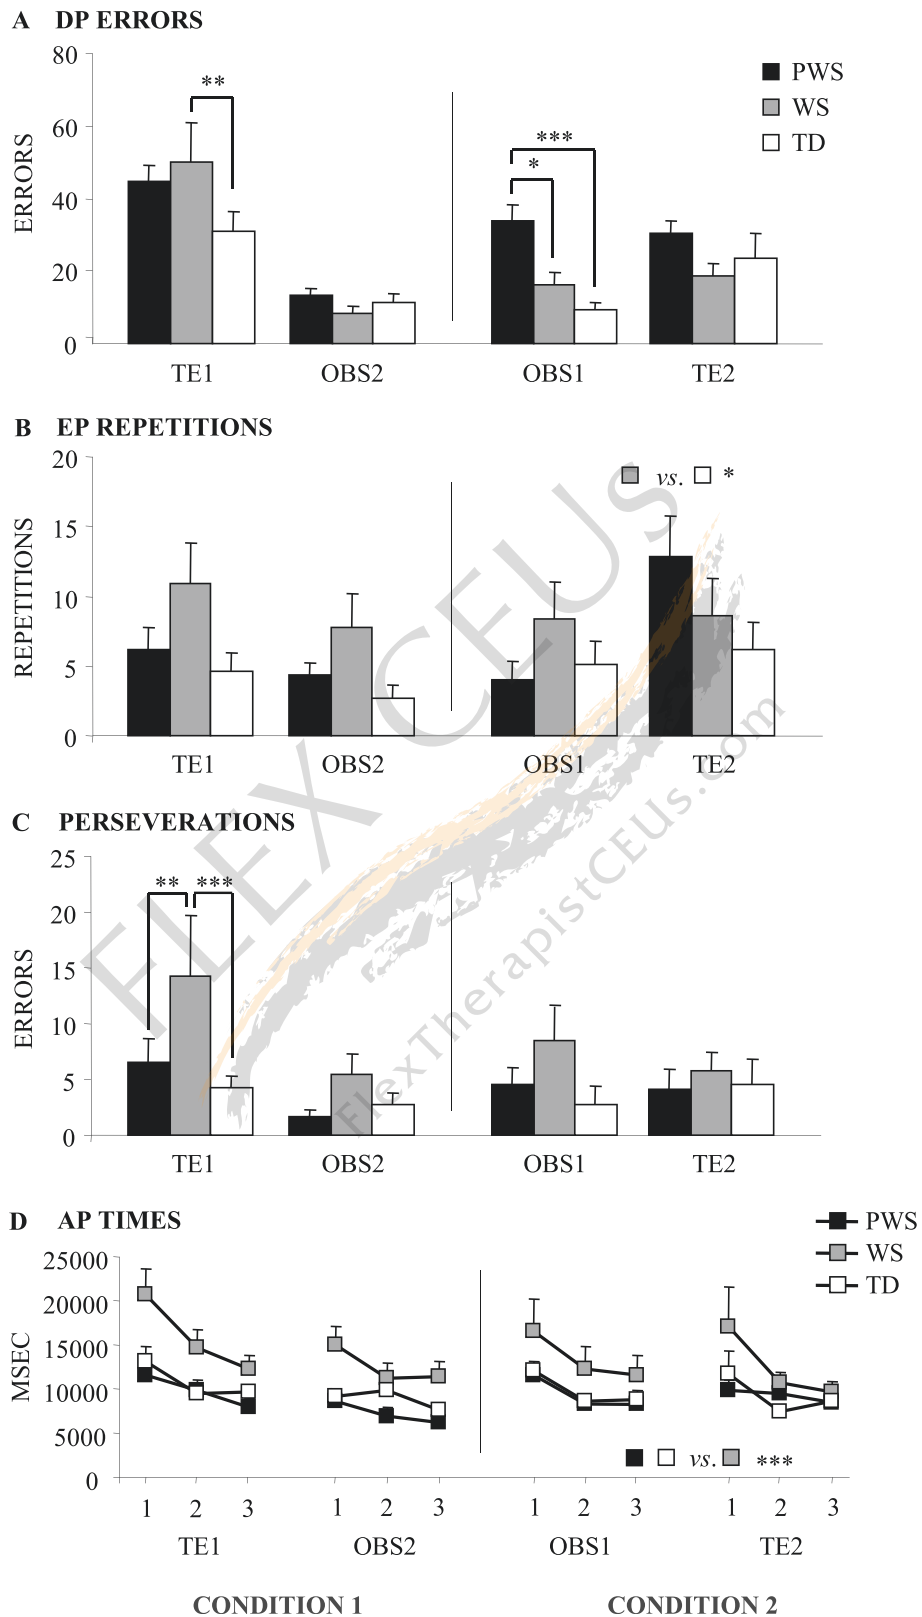 A DP ERRORS
80
60
40
20
0
ERRORS
**
***
*
PWS
WS
TD
TE1 OBS2 OBS1 TE2
B EP REPETITIONS
20
15
10
5
0
REPETITIONS
vs. *
TE1 OBS2 OBS1 TE2
C PERSEVERATIONS
25
20
15
10
5
0
ERRORS
** ***
TE1 OBS2 OBS1 TE2
FLEX CEUs
FlexTherapistCEUs.com
D AP TIMES
25000
20000
15000
10000
5000
0
MSEC
PWS
WS
TD
vs. ***
1 2 3 1 2 3 1 2 3 1 2 3
TE1 OBS2 OBS1 TE2
CONDITION 1 CONDITION 2